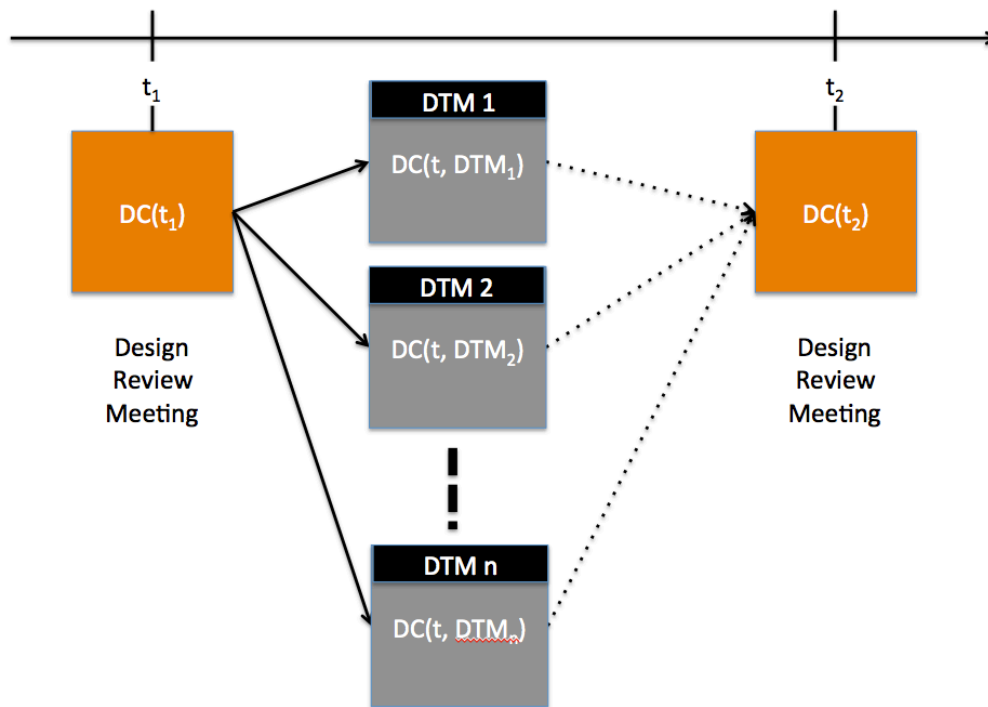 t₁
t₂
DTM 1
DC(t₁)
DC(t, DTM₁)
DC(t₂)
DTM 2
DC(t, DTM₂)
Design
Review
Meeting
Design
Review
Meeting
DTM n
DC(t, DTMₙ)